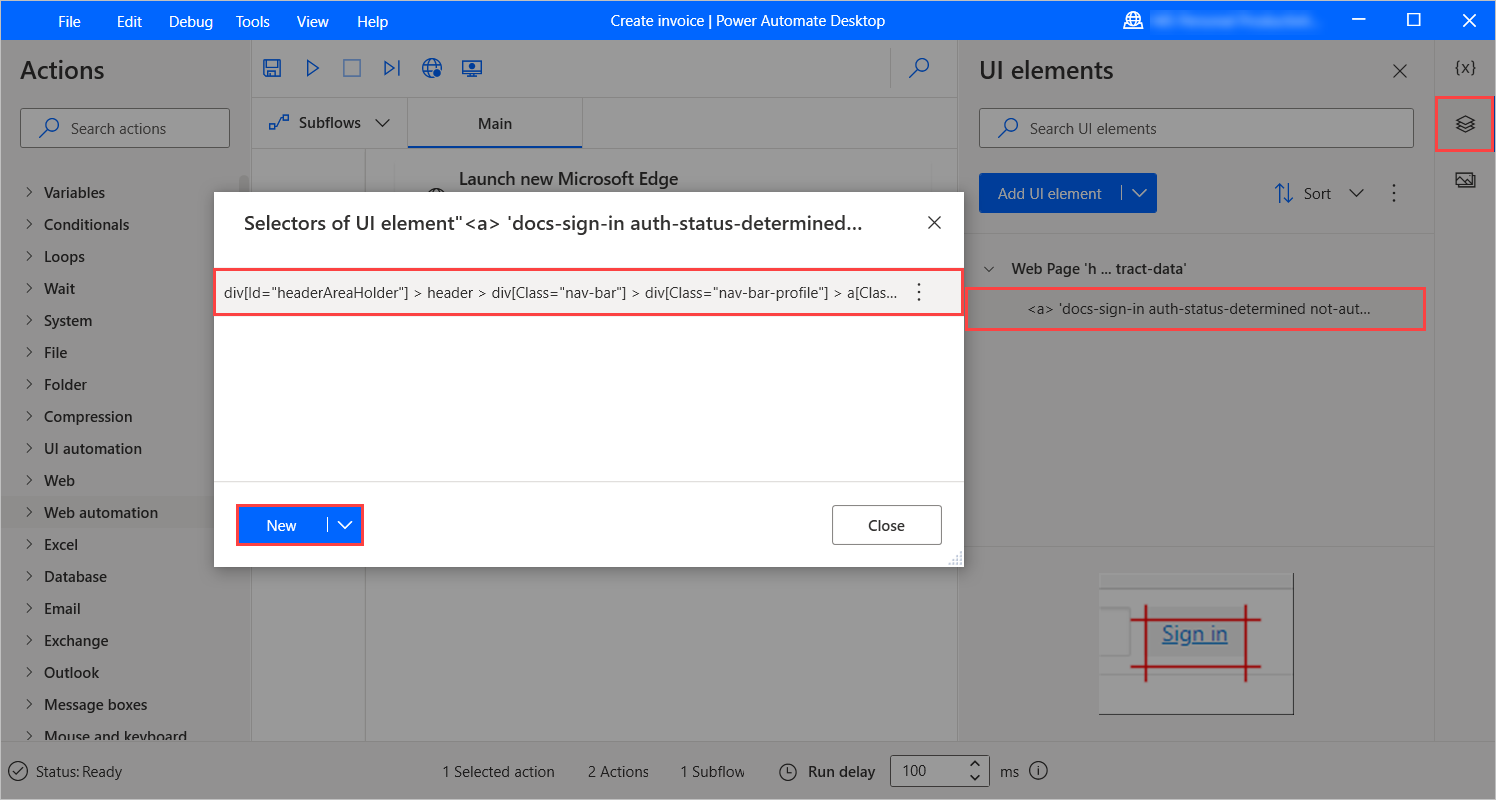 File Edit Debug Tools View Help Create invoice | Power Automate Desktop
Actions
Search actions
Variables
Conditionals
Loops
Wait
System
File
Folder
Compression
UI automation
Web
Web automation
Excel
Database
Email
Exchange
Outlook
Message boxes
Mouse and keyboard
Subflows Main
Launch new Microsoft Edge
Selectors of UI element"<a> 'docs-sign-in auth-status-determined...
div[Id="headerAreaHolder"] > header > div[Class="nav-bar"] > div[Class="nav-bar-profile"] > a[Clas...
New Close
UI elements
{x}
Search UI elements
Add UI element Sort
Web Page 'h ... tract-data'
<a> 'docs-sign-in auth-status-determined not-aut...
Sign in
Status: Ready 1 Selected action 2 Actions 1 Subflow Run delay 100 ms